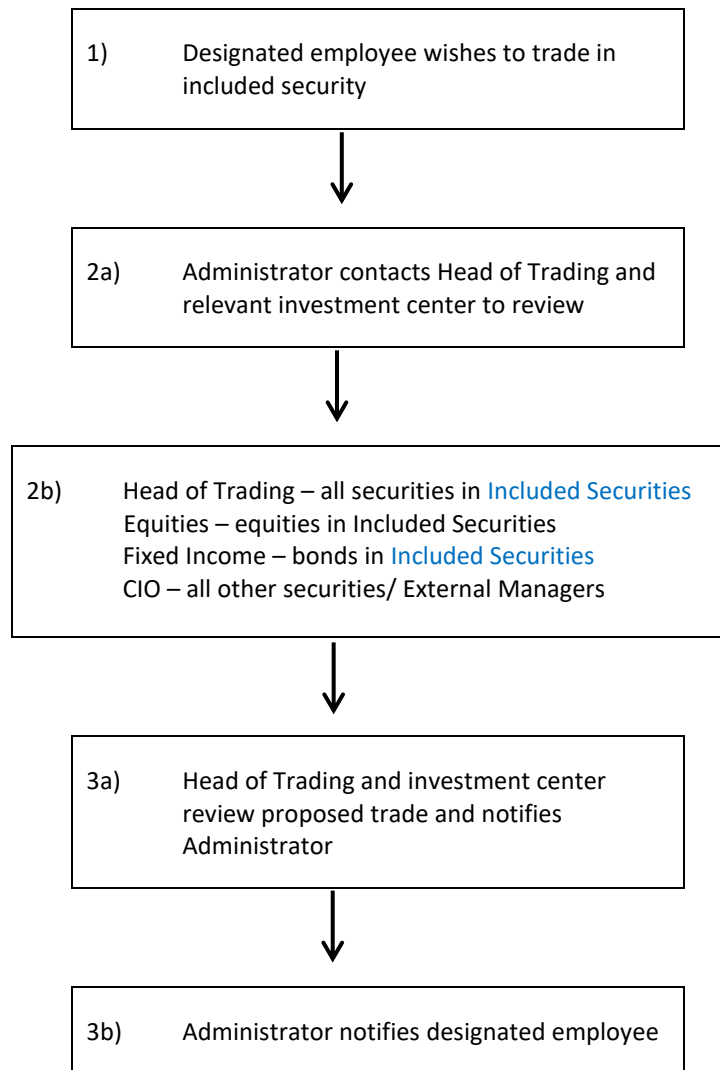 1) Designated employee wishes to trade in
included security
2a) Administrator contacts Head of Trading and
relevant investment center to review
2b) Head of Trading – all securities in Included Securities
Equities – equities in Included Securities
Fixed Income – bonds in Included Securities
CIO – all other securities/ External Managers
3a) Head of Trading and investment center
review proposed trade and notifies
Administrator
3b) Administrator notifies designated employee